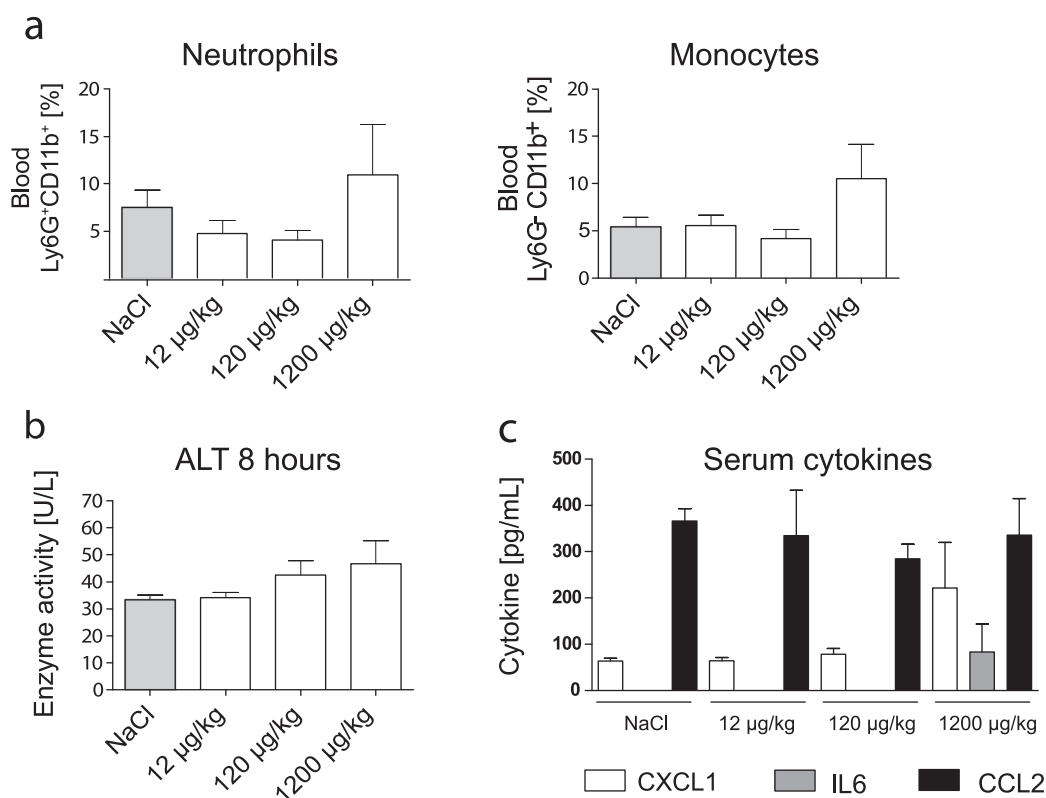 a
Neutrophils
Blood
Ly6G⁺CD11b⁺ [%]
20
15
10
5
NaCl
12 µg/kg
120 µg/kg
1200 µg/kg
Monocytes
Blood
Ly6G⁻ CD11b⁺ [%]
20
15
10
5
0
NaCl
12 µg/kg
120 µg/kg
1200 µg/kg
b
ALT 8 hours
Enzyme activity [U/L]
70
60
50
40
30
20
10
0
NaCl
12 µg/kg
120 µg/kg
1200 µg/kg
c
Serum cytokines
Cytokine [pg/mL]
500
400
300
200
100
0
NaCl
12 µg/kg
120 µg/kg
1200 µg/kg
CXCL1
IL6
CCL2